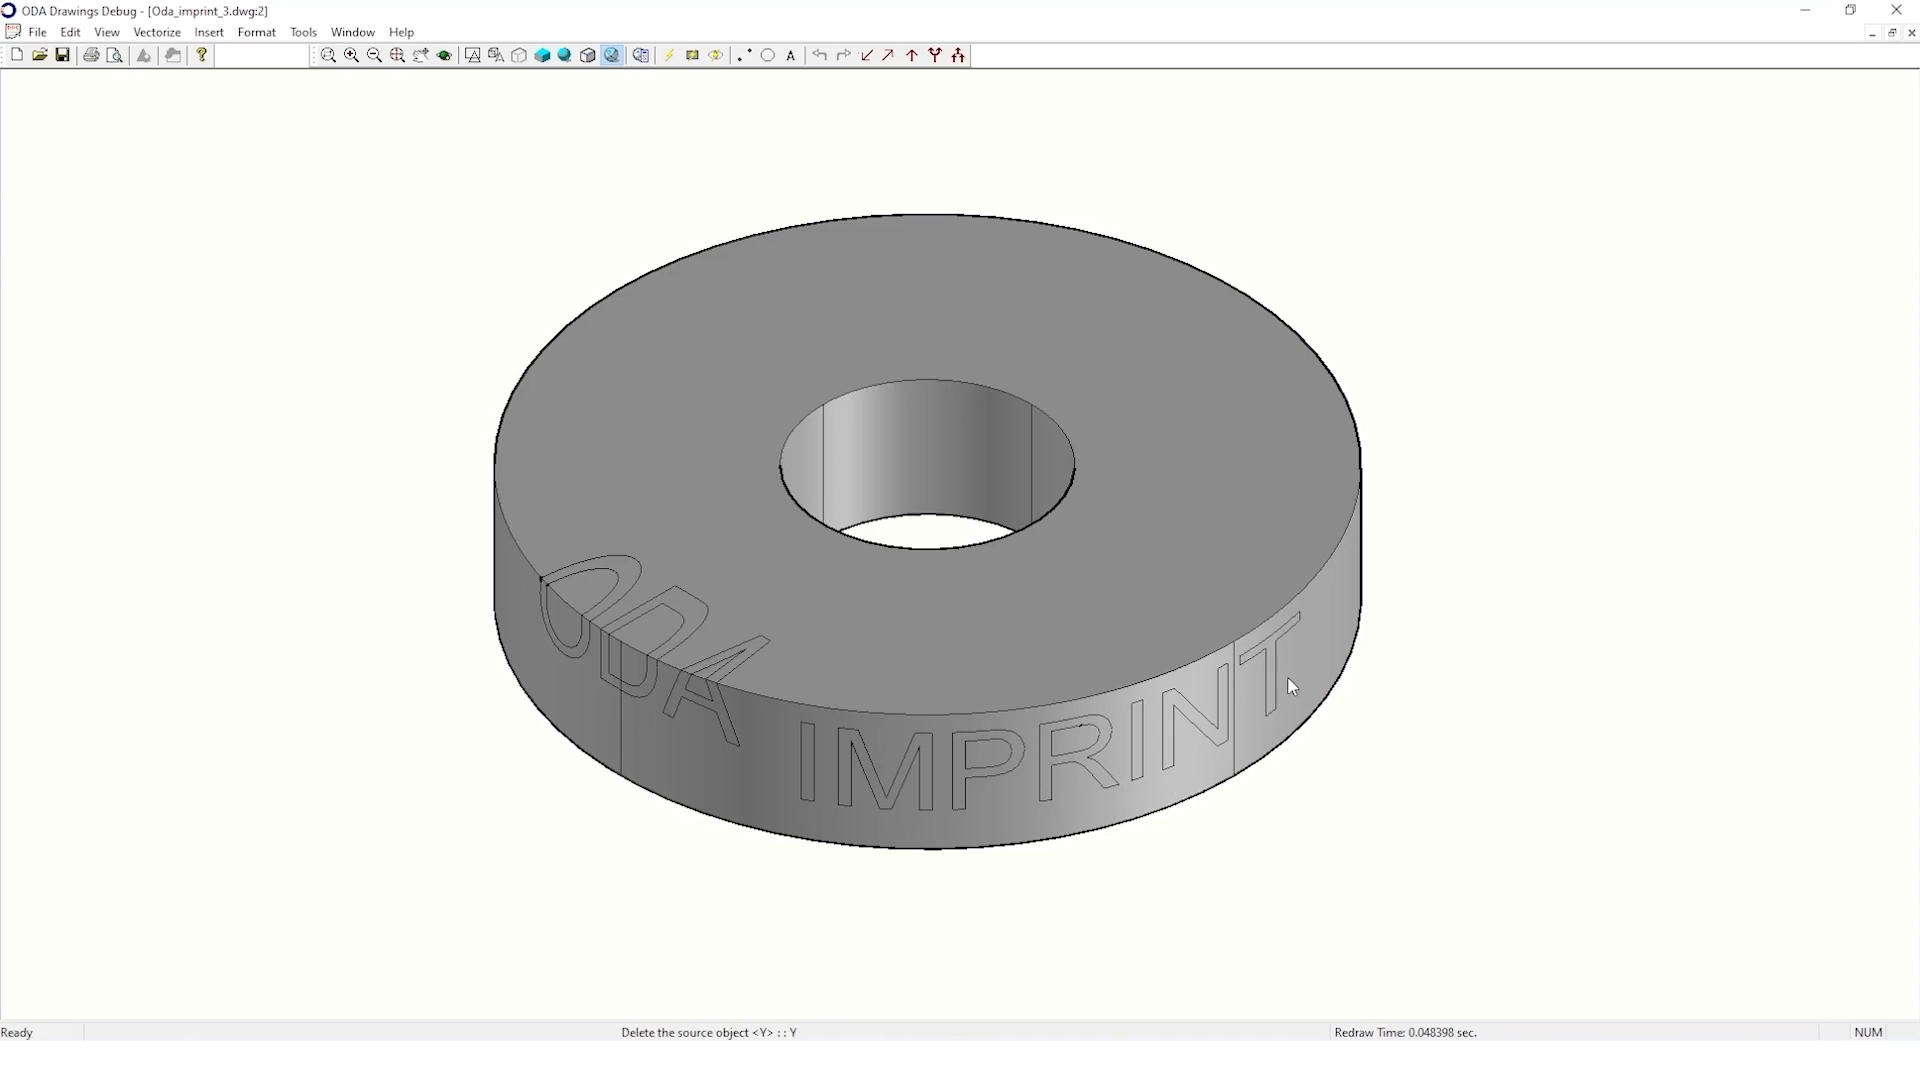 ODA Drawings Debug - [Oda_imprint_3.dwg:2]
File Edit View Vectorize Insert Format Tools Window Help
A
ODA IMPRINT
Ready Delete the source object <Y> : : Y Redraw Time: 0.048398 sec. NUM